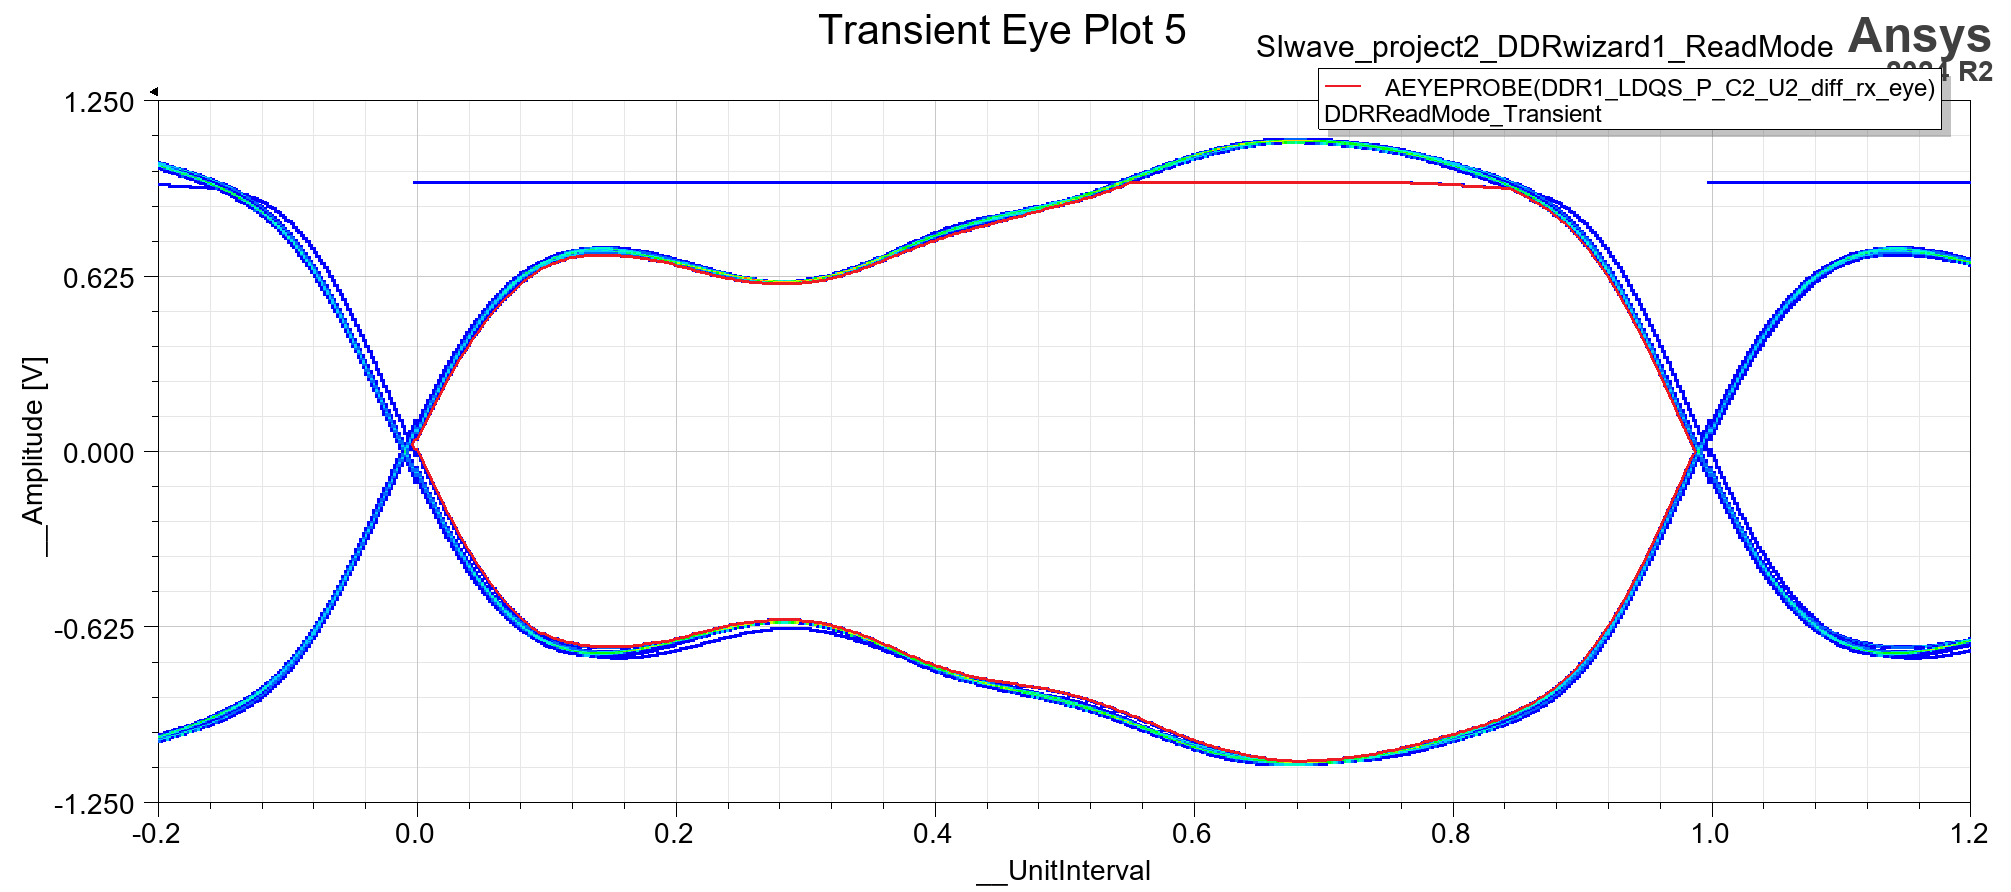 Transient Eye Plot 5
SIwave_project2_DDRwizard1_ReadMode
Ansys
R2
AEYEPROBE(DDR1_LDQS_P_C2_U2_diff_rx_eye)
DDRReadMode_Transient
1.250
0.625
0.000
-0.625
-1.250
__Amplitude [V]
-0.2 0.0 0.2 0.4 0.6 0.8 1.0 1.2
__UnitInterval